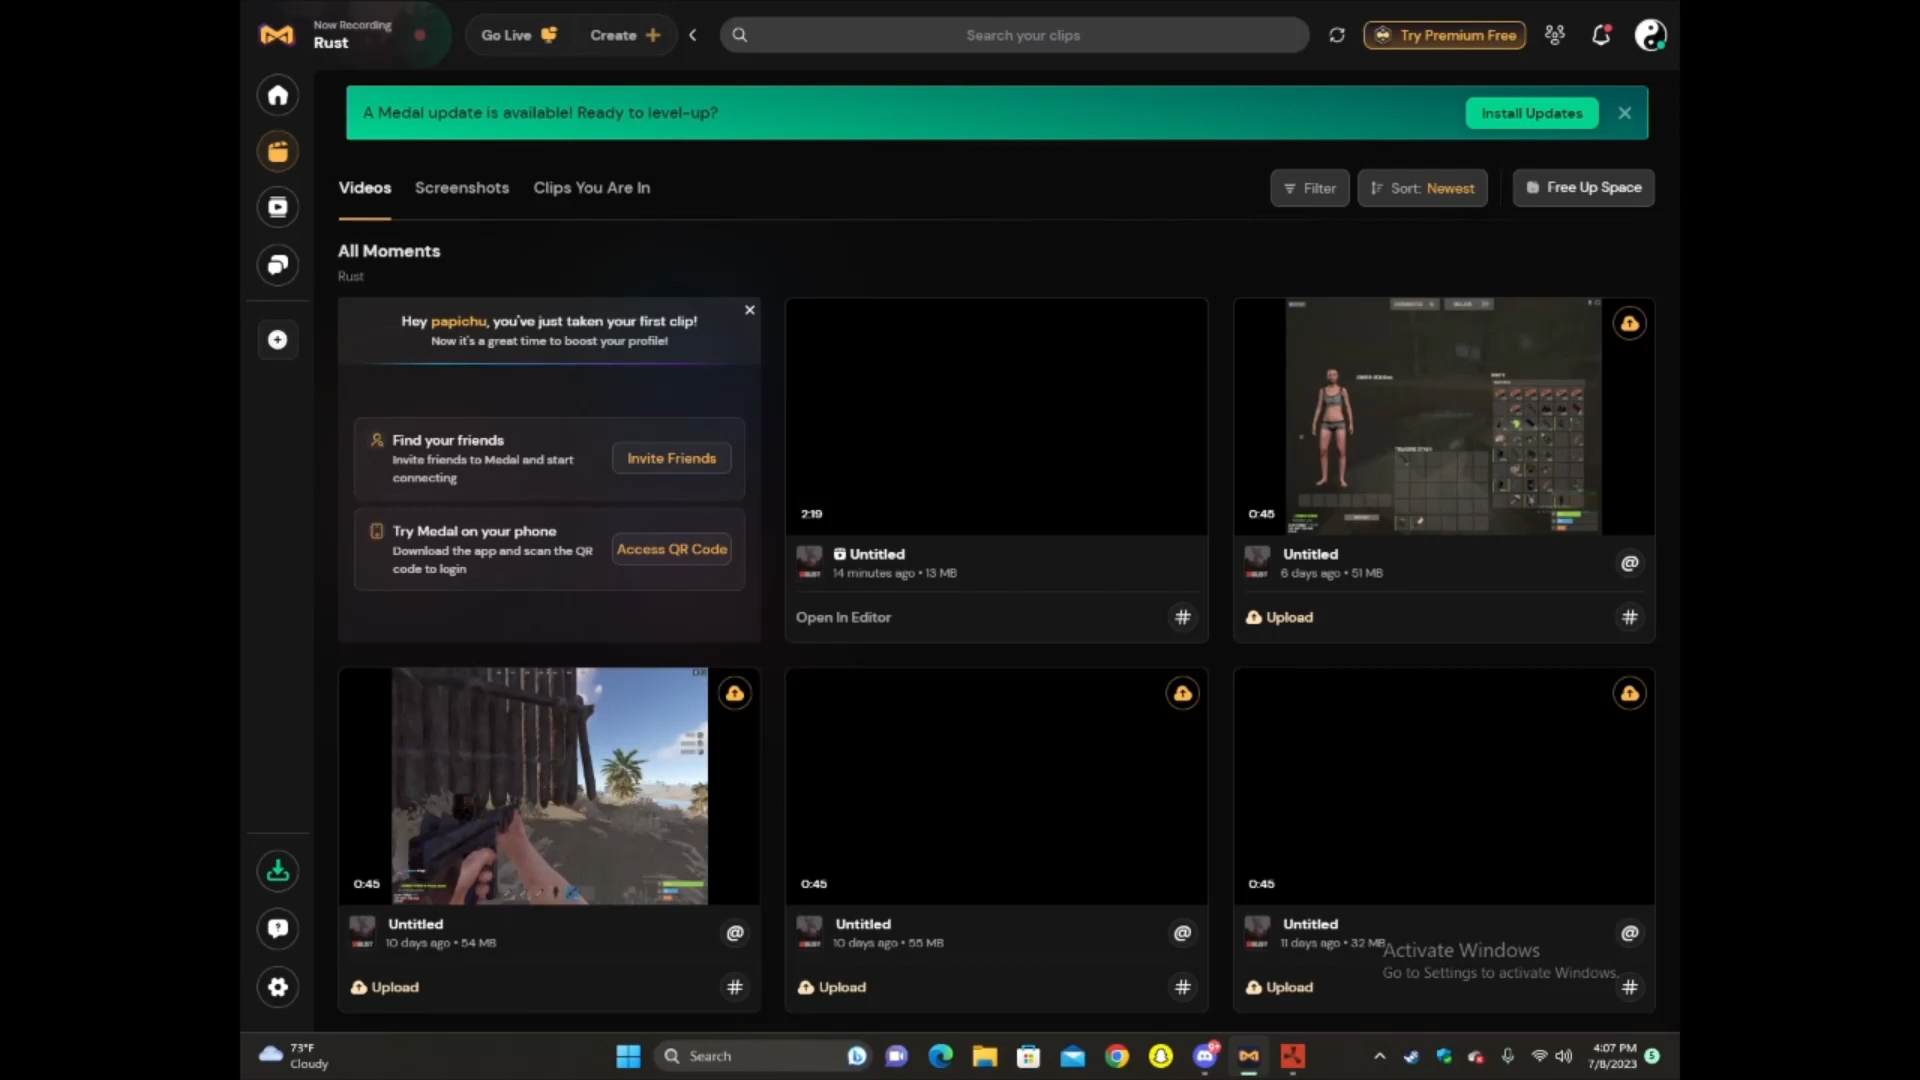 Now Recording
Rust
Go Live
Create
Search your clips
Try Premium Free
A Medal update is available! Ready to level-up?
Install Updates
Videos
Screenshots
Clips You Are In
Filter
Sort: Newest
Free Up Space
All Moments
Rust
Hey papichu, you've just taken your first clip!
Now it's a great time to boost your profile!
Find your friends
Invite friends to Medal and start
connecting
Invite Friends
Try Medal on your phone
Download the app and scan the QR
code to login
Access QR Code
2:19
Untitled
14 minutes ago • 13 MB
Open In Editor
#
0:45
Untitled
6 days ago • 51 MB
@
Upload
#
0:45
Untitled
10 days ago • 54 MB
@
Upload
#
0:45
Untitled
10 days ago • 55 MB
@
Upload
#
0:45
Untitled
11 days ago • 32 MB
@
Upload
#
Activate Windows
Go to Settings to activate Windows.
73°F
Cloudy
Search
9+
4:07 PM
7/8/2023
5